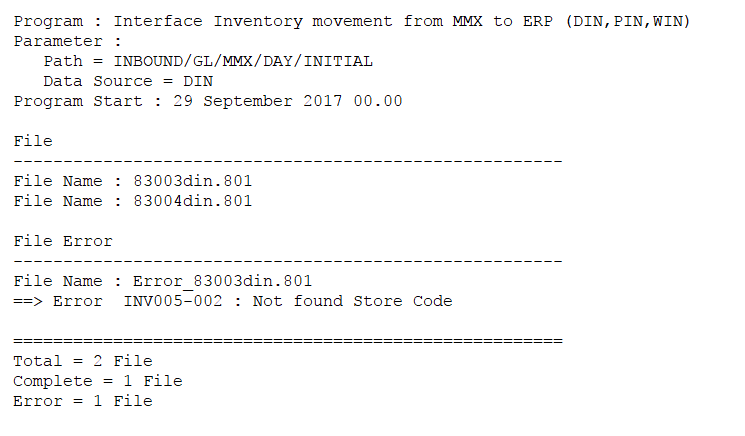 Program : Interface Inventory movement from MMX to ERP (DIN,PIN,WIN)
Parameter :
   Path = INBOUND/GL/MMX/DAY/INITIAL
   Data Source = DIN
Program Start : 29 September 2017 00.00

File
-------------------------------------------------------
File Name : 83003din.801
File Name : 83004din.801

File Error
-------------------------------------------------------
File Name : Error_83003din.801
==> Error  INV005-002 : Not found Store Code

=======================================================
Total = 2 File
Complete = 1 File
Error = 1 File